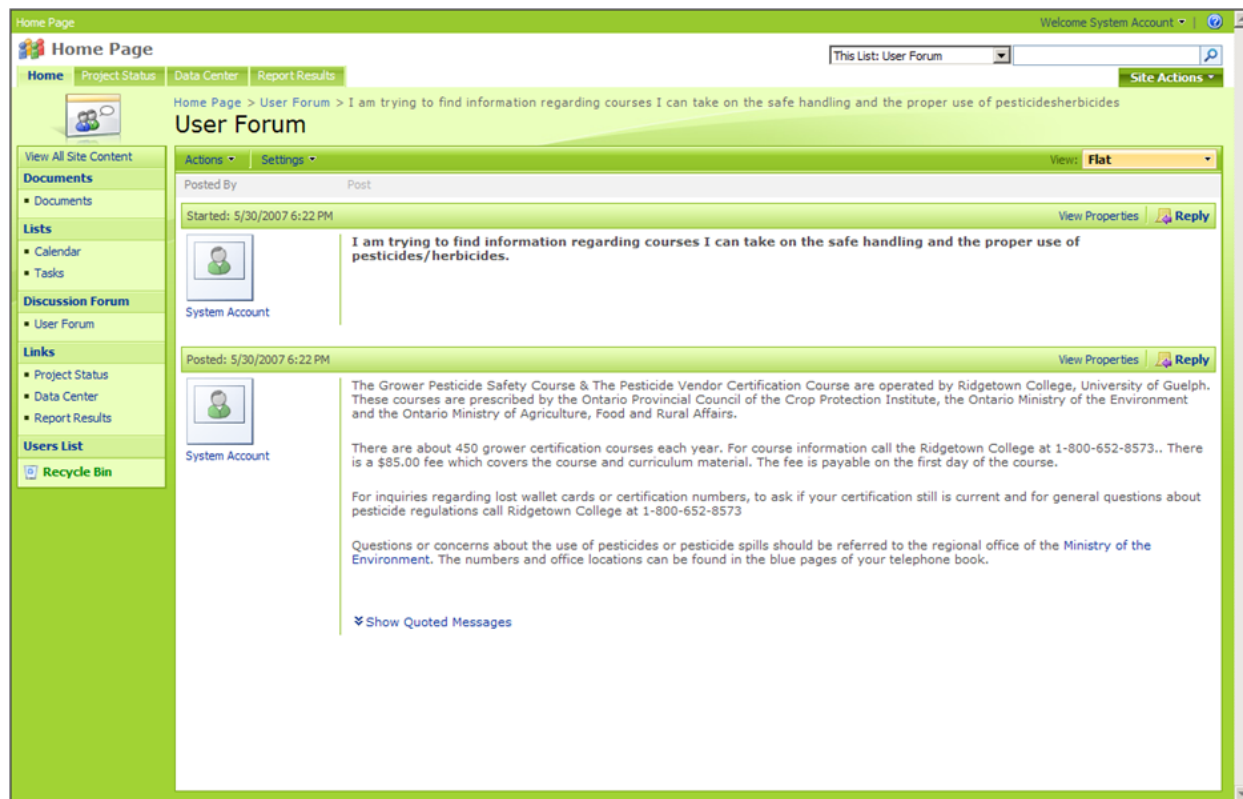 Home Page
Welcome System Account
Home Page
This List: User Forum
Home Project Status Data Center Report Results
Site Actions
Home Page > User Forum > I am trying to find information regarding courses I can take on the safe handling and the proper use of pesticidesherbicides
User Forum
View All Site Content
Documents
Documents
Lists
Calendar
Tasks
Discussion Forum
User Forum
Links
Project Status
Data Center
Report Results
Users List
Recycle Bin
Actions Settings View: Flat
Posted By Post
Started: 5/30/2007 6:22 PM View Properties Reply
I am trying to find information regarding courses I can take on the safe handling and the proper use of
pesticides/herbicides.
System Account
Posted: 5/30/2007 6:22 PM View Properties Reply
The Grower Pesticide Safety Course & The Pesticide Vendor Certification Course are operated by Ridgetown College, University of Guelph.
These courses are prescribed by the Ontario Provincial Council of the Crop Protection Institute, the Ontario Ministry of the Environment
and the Ontario Ministry of Agriculture, Food and Rural Affairs.
System Account
There are about 450 grower certification courses each year. For course information call the Ridgetown College at 1-800-652-8573.. There
is a $85.00 fee which covers the course and curriculum material. The fee is payable on the first day of the course.
For inquiries regarding lost wallet cards or certification numbers, to ask if your certification still is current and for general questions about
pesticide regulations call Ridgetown College at 1-800-652-8573
Questions or concerns about the use of pesticides or pesticide spills should be referred to the regional office of the Ministry of the
Environment. The numbers and office locations can be found in the blue pages of your telephone book.
Show Quoted Messages